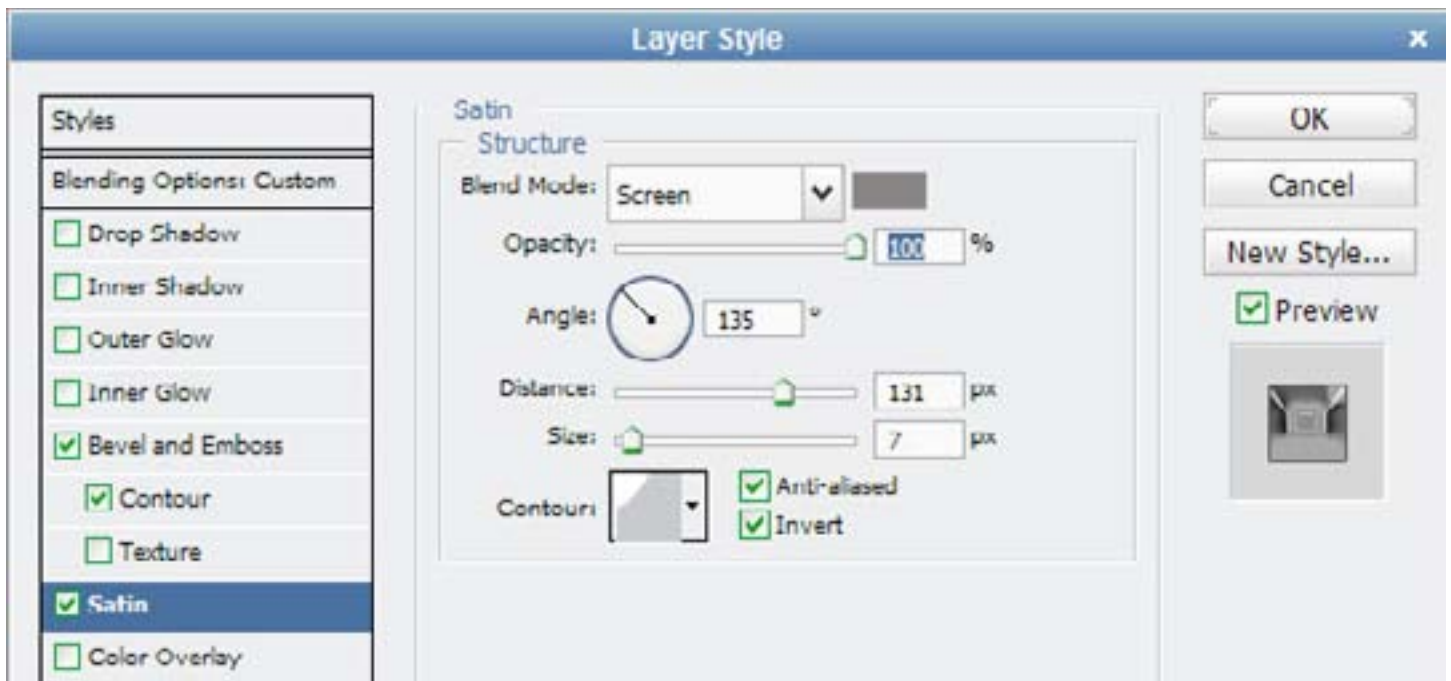 Layer Style
Styles
Blending Options: Custom
Drop Shadow
Inner Shadow
Outer Glow
Inner Glow
Bevel and Emboss
Contour
Texture
Satin
Color Overlay
Satin
Structure
Blend Mode: Screen
Opacity: 100 %
Angle: 135 °
Distance: 131 px
Size: 7 px
Contour: Anti-aliased
Invert
OK
Cancel
New Style...
Preview